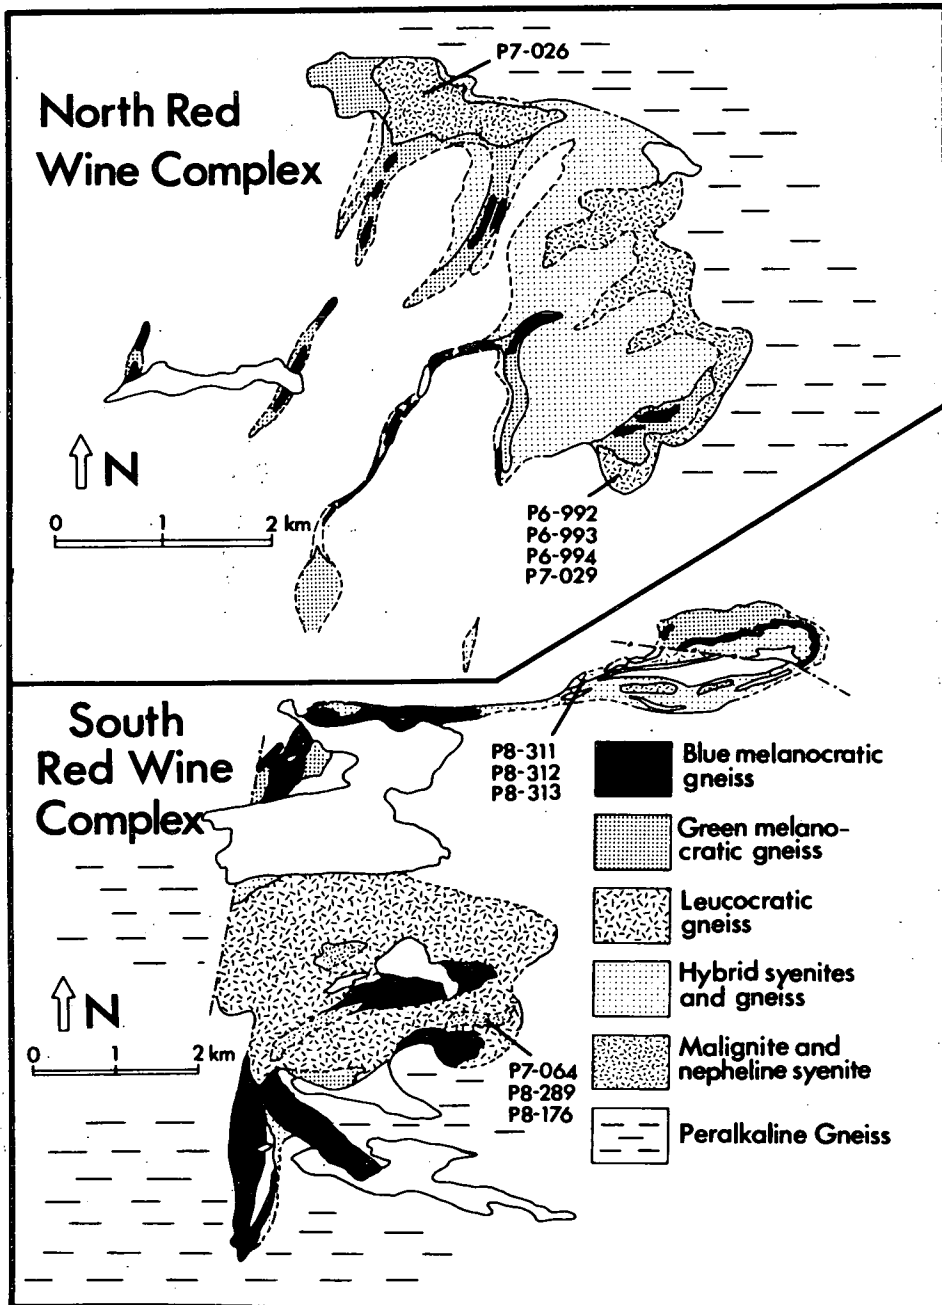 P7-026
North Red
Wine Complex
N
0 1 2 km
P6-992
P6-993
P6-994
P7-029
South
Red Wine
Complex
P8-311
P8-312
P8-313
Blue melanocratic
gneiss
Green melano-
cratic gneiss
Leucocratic
gneiss
Hybrid syenites
and gneiss
Malignite and
nepheline syenite
Peralkaline Gneiss
N
0 1 2 km
P7-064
P8-289
P8-176